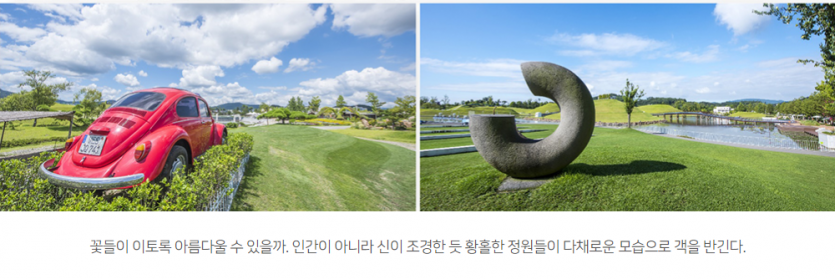 꽃들이 이토록 아름다울 수 있을까. 인간이 아니라 신이 조경한 듯 황홀한 정원들이 다채로운 모습으로 객을 반긴다.